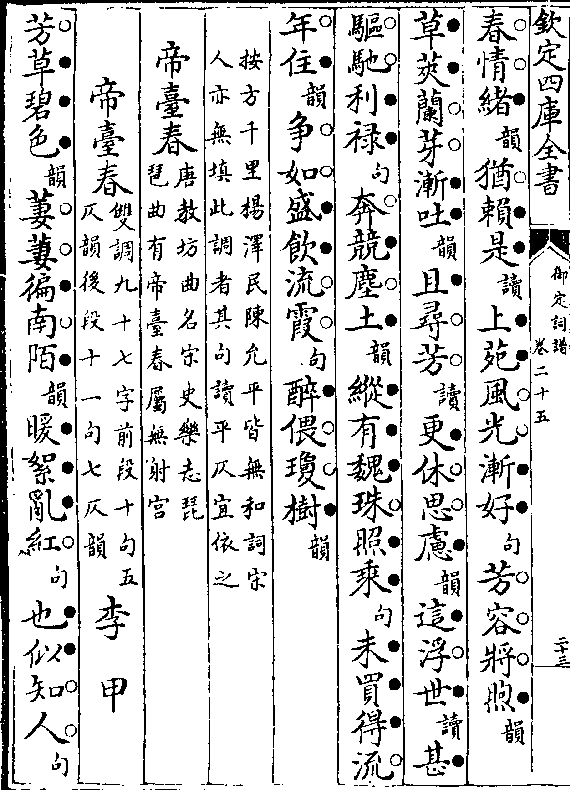 欽定四庫全書
御定詞譜
卷二十五
二十三
春情緒韻猶賴是讀上苑風光漸好句芳容將煦韻
草莢蘭芽漸吐韻且尋芳讀更休思慮韻這浮世讀甚
驅馳利祿句奔競塵土韻縱有魏珠照乘句未買得流
年住韻争如盛飲流霞句醉偎瓊樹韻
按方千里楊澤民陳允平皆無和詞宋
人亦無填此調者其句讀平仄宜依之
帝臺春唐教坊曲名宋史樂志琵
琶曲有帝臺春屬無射宫
帝臺春雙調九十七字前段十句五
仄韻後段十一句七仄韻 李甲
芳草碧色韻萋萋徧南陌韻暖絮亂紅句也似知人句